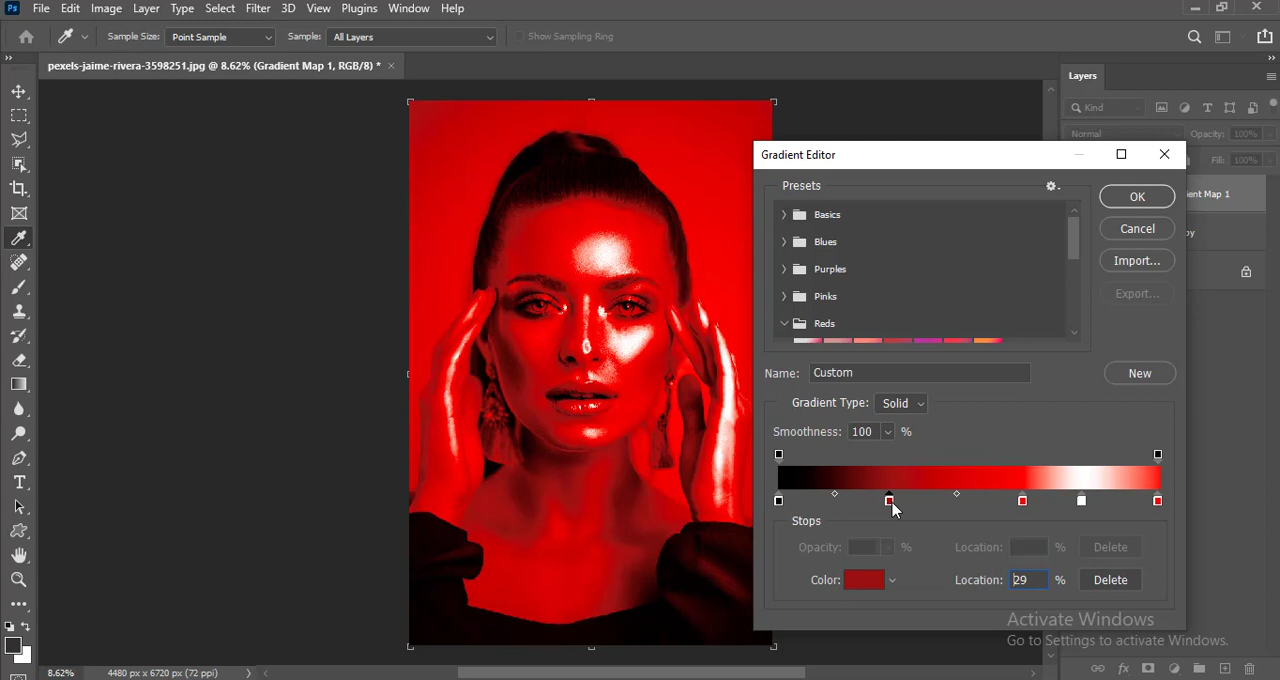 Ps File Edit Image Layer Type Select Filter 3D View Plugins Window Help
Sample Size: Point Sample Sample: All Layers Show Sampling Ring
pexels-jaime-rivera-3598251.jpg @ 8.62% (Gradient Map 1, RGB/8) * ×
Layers
Kind
Normal Opacity: 100%
Fill: 100%
ient Map 1
py
Gradient Editor
Presets
Basics
Blues
Purples
Pinks
Reds
OK
Cancel
Import...
Export...
Name: Custom New
Gradient Type: Solid
Smoothness: 100 %
Stops
Opacity: % Location: % Delete
Color: Location: 29 % Delete
Activate Windows
Go to Settings to activate Windows.
8.62% 4480 px x 6720 px (72 ppi)